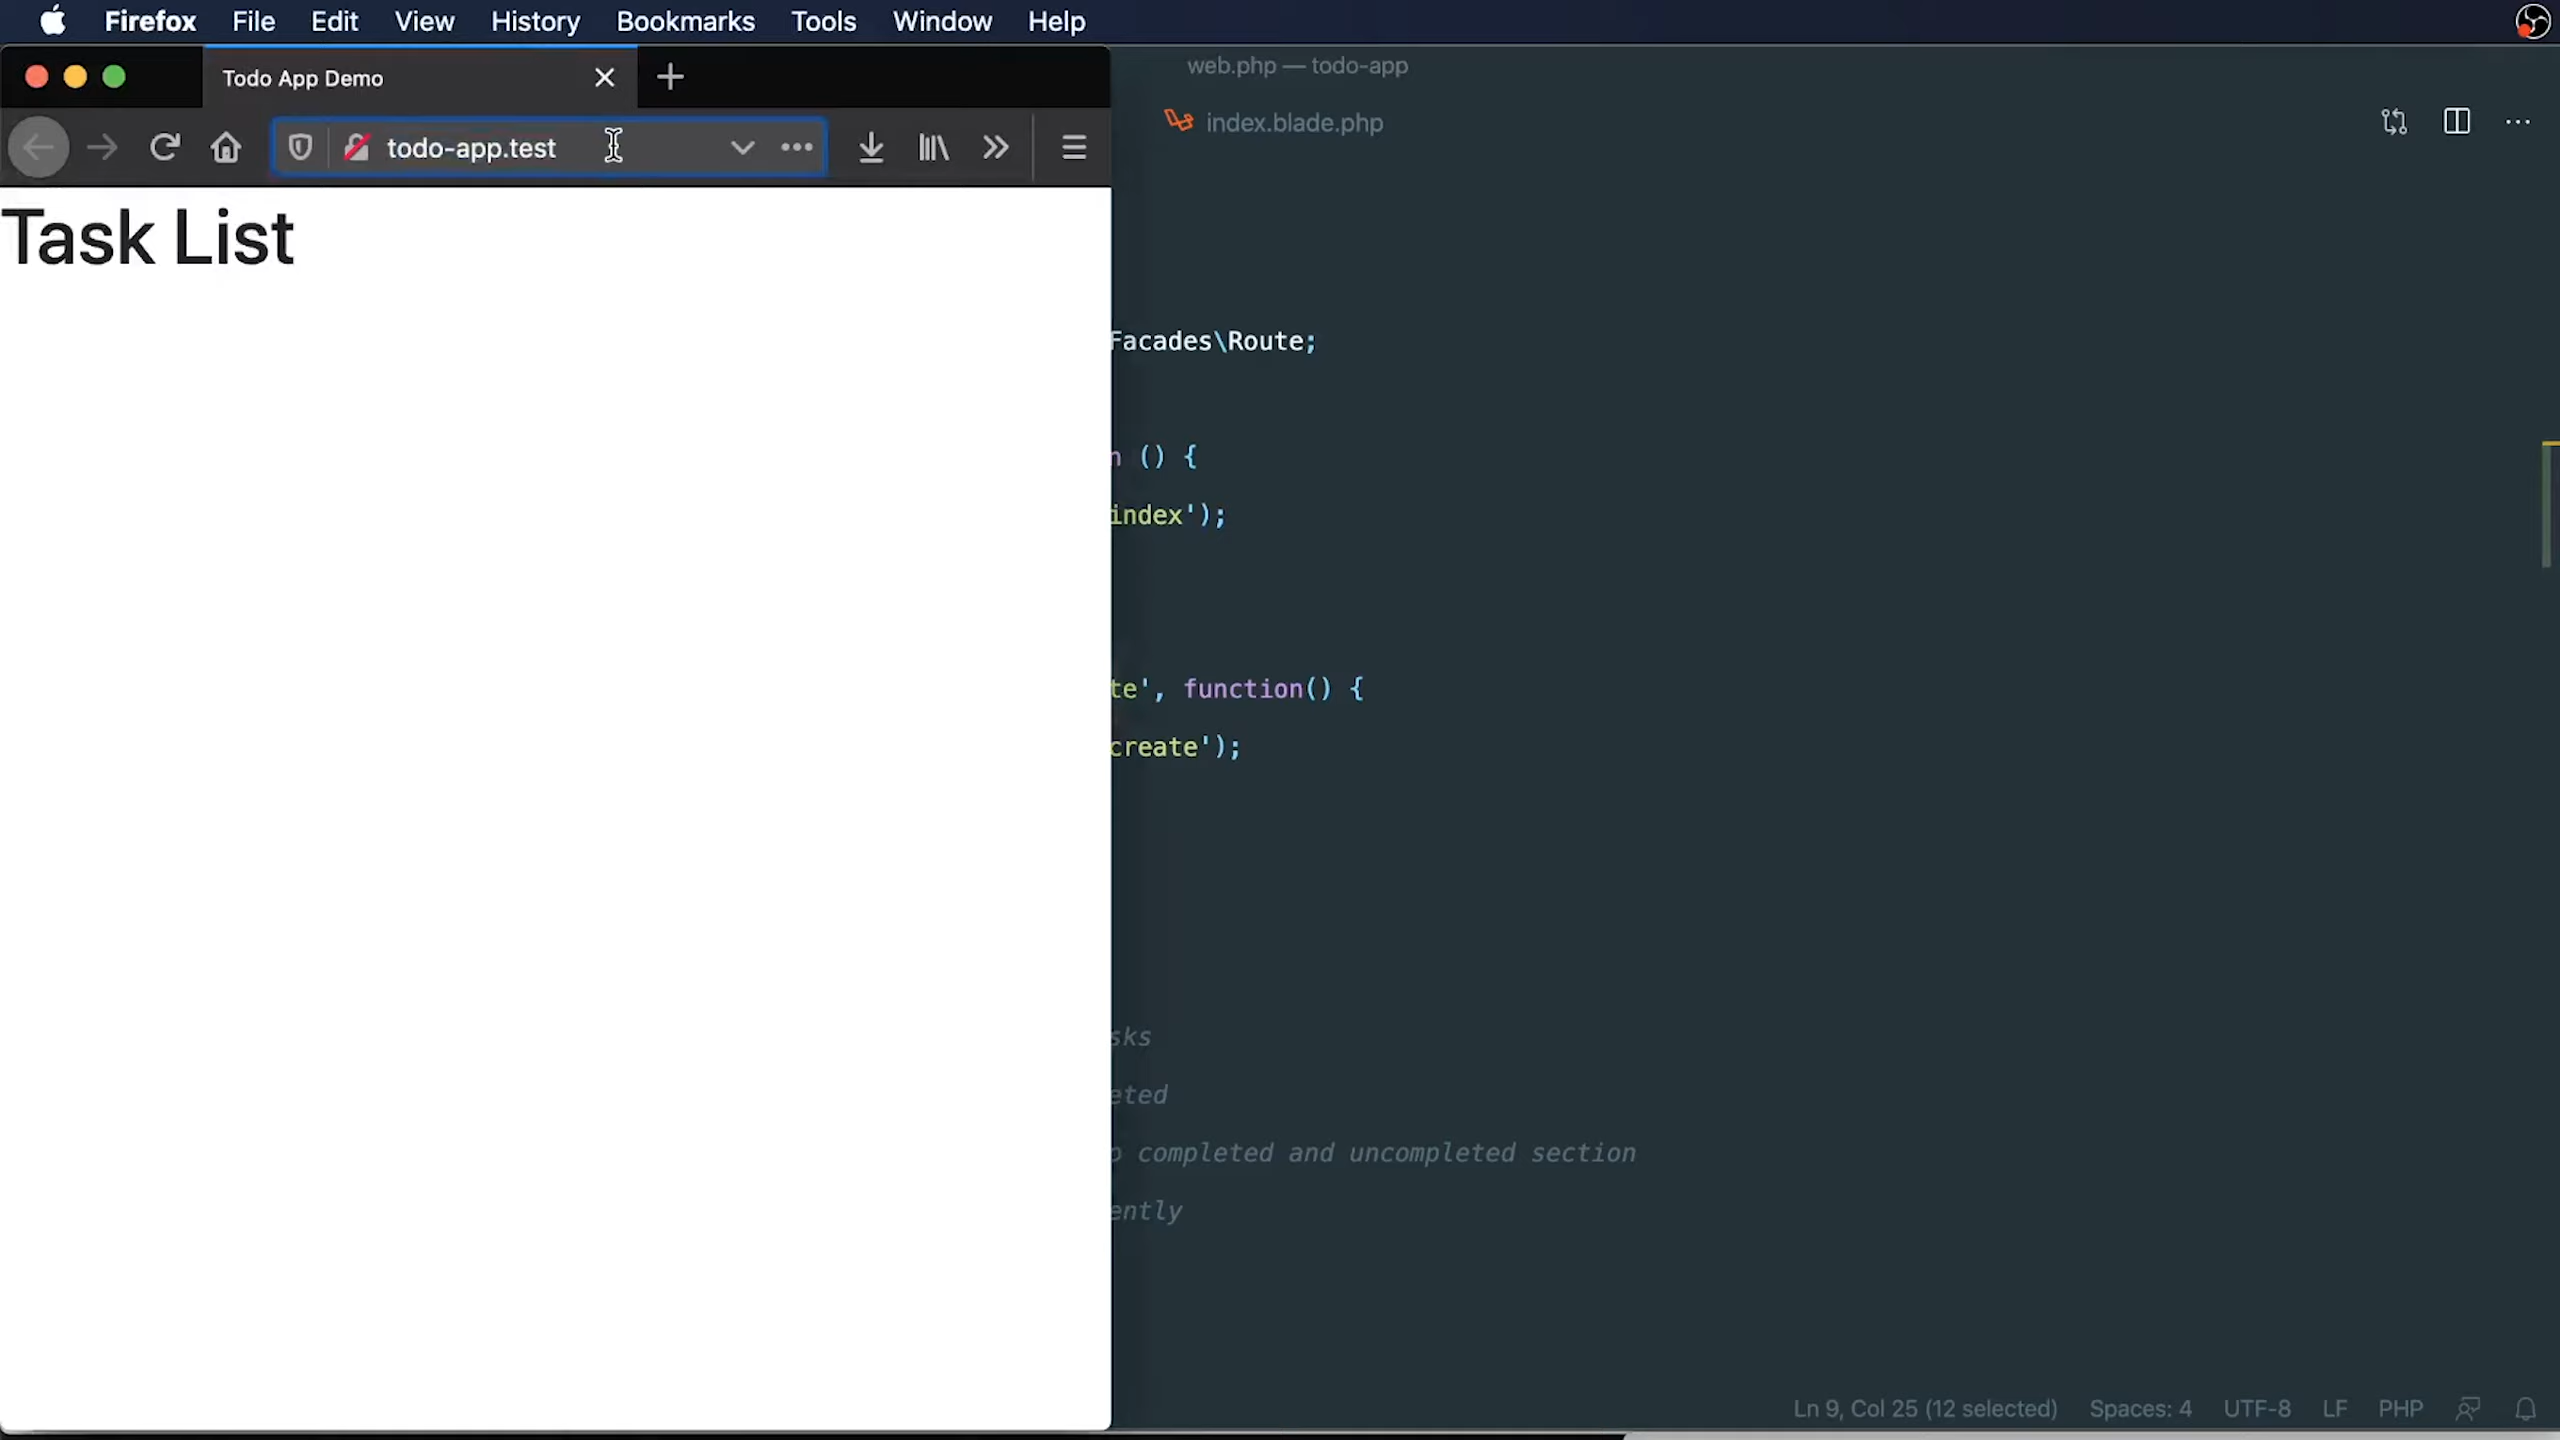 Firefox File Edit View History Bookmarks Tools Window Help
Todo App Demo
web.php — todo-app
index.blade.php
todo-app.test
Task List
Facades\Route;
() {
index');
te', function() {
create');
sks
eted
completed and uncompleted section
ently
Ln 9, Col 25 (12 selected) Spaces: 4 UTF-8 LF PHP